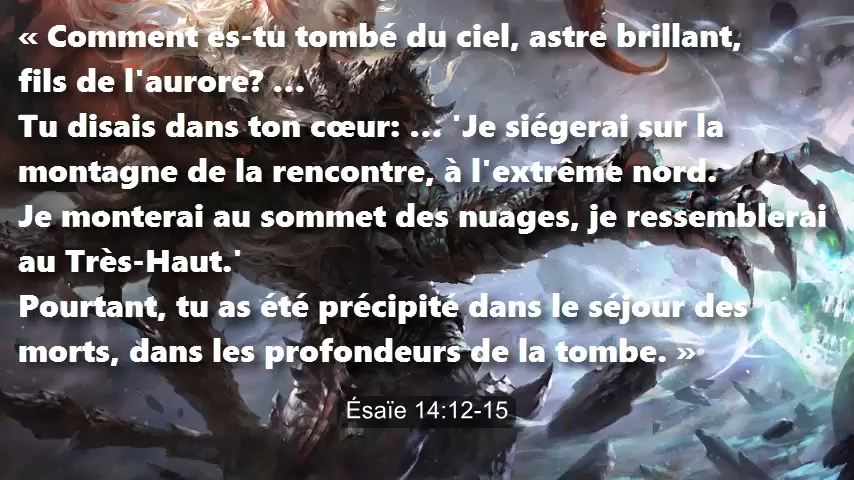 « Comment es-tu tombé du ciel, astre brillant,
fils de l'aurore? ...
Tu disais dans ton cœur: ... 'Je siégerai sur la
montagne de la rencontre, à l'extrême nord.
Je monterai au sommet des nuages, je ressemblerai
au Très-Haut.'
Pourtant, tu as été précipité dans le séjour des
morts, dans les profondeurs de la tombe. »
Ésaïe 14:12-15